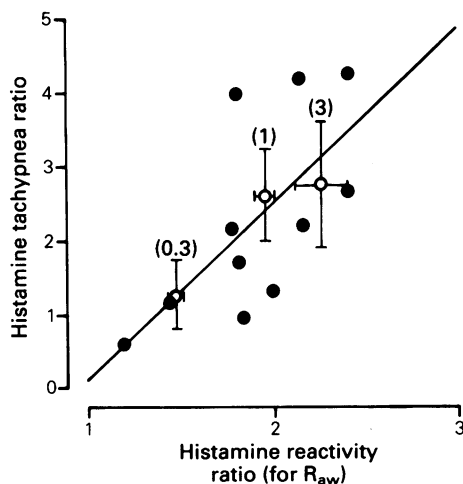 Histamine tachypnea ratio
5
4
3
2
1
0
(0.3)
(1)
(3)
1 2 3
Histamine reactivity
ratio (for Raw)